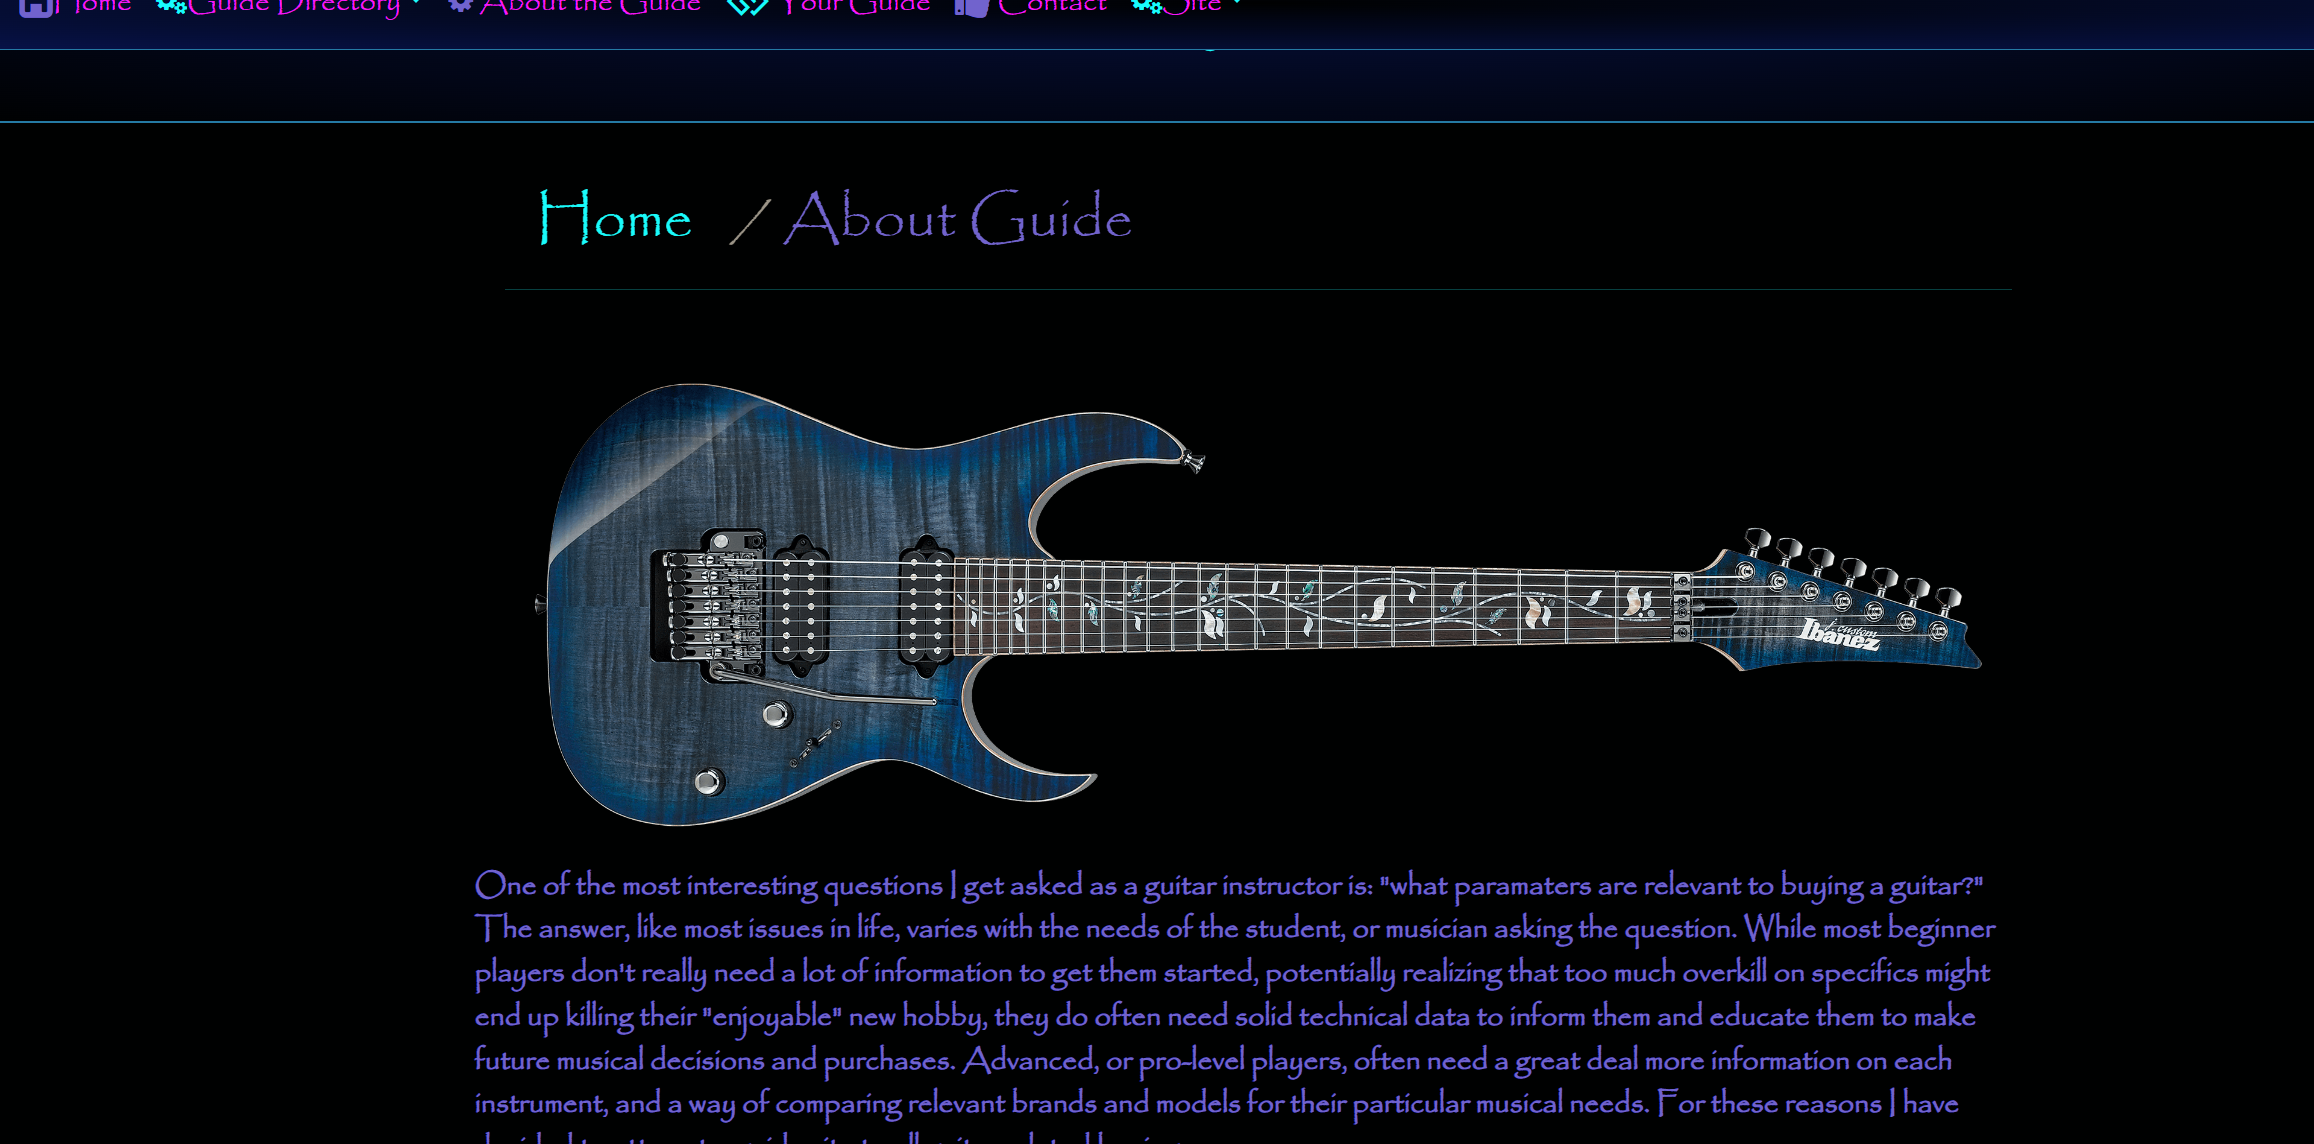 Home Guide Directory About the Guide Your Guide Contact Site
Home / About Guide
j. custom
Ibanez
One of the most interesting questions I get asked as a guitar instructor is: "what paramaters are relevant to buying a guitar?"
The answer, like most issues in life, varies with the needs of the student, or musician asking the question. While most beginner
players don't really need a lot of information to get them started, potentially realizing that too much overkill on specifics might
end up killing their "enjoyable" new hobby, they do often need solid technical data to inform them and educate them to make
future musical decisions and purchases. Advanced, or pro-level players, often need a great deal more information on each
instrument, and a way of comparing relevant brands and models for their particular musical needs. For these reasons I have